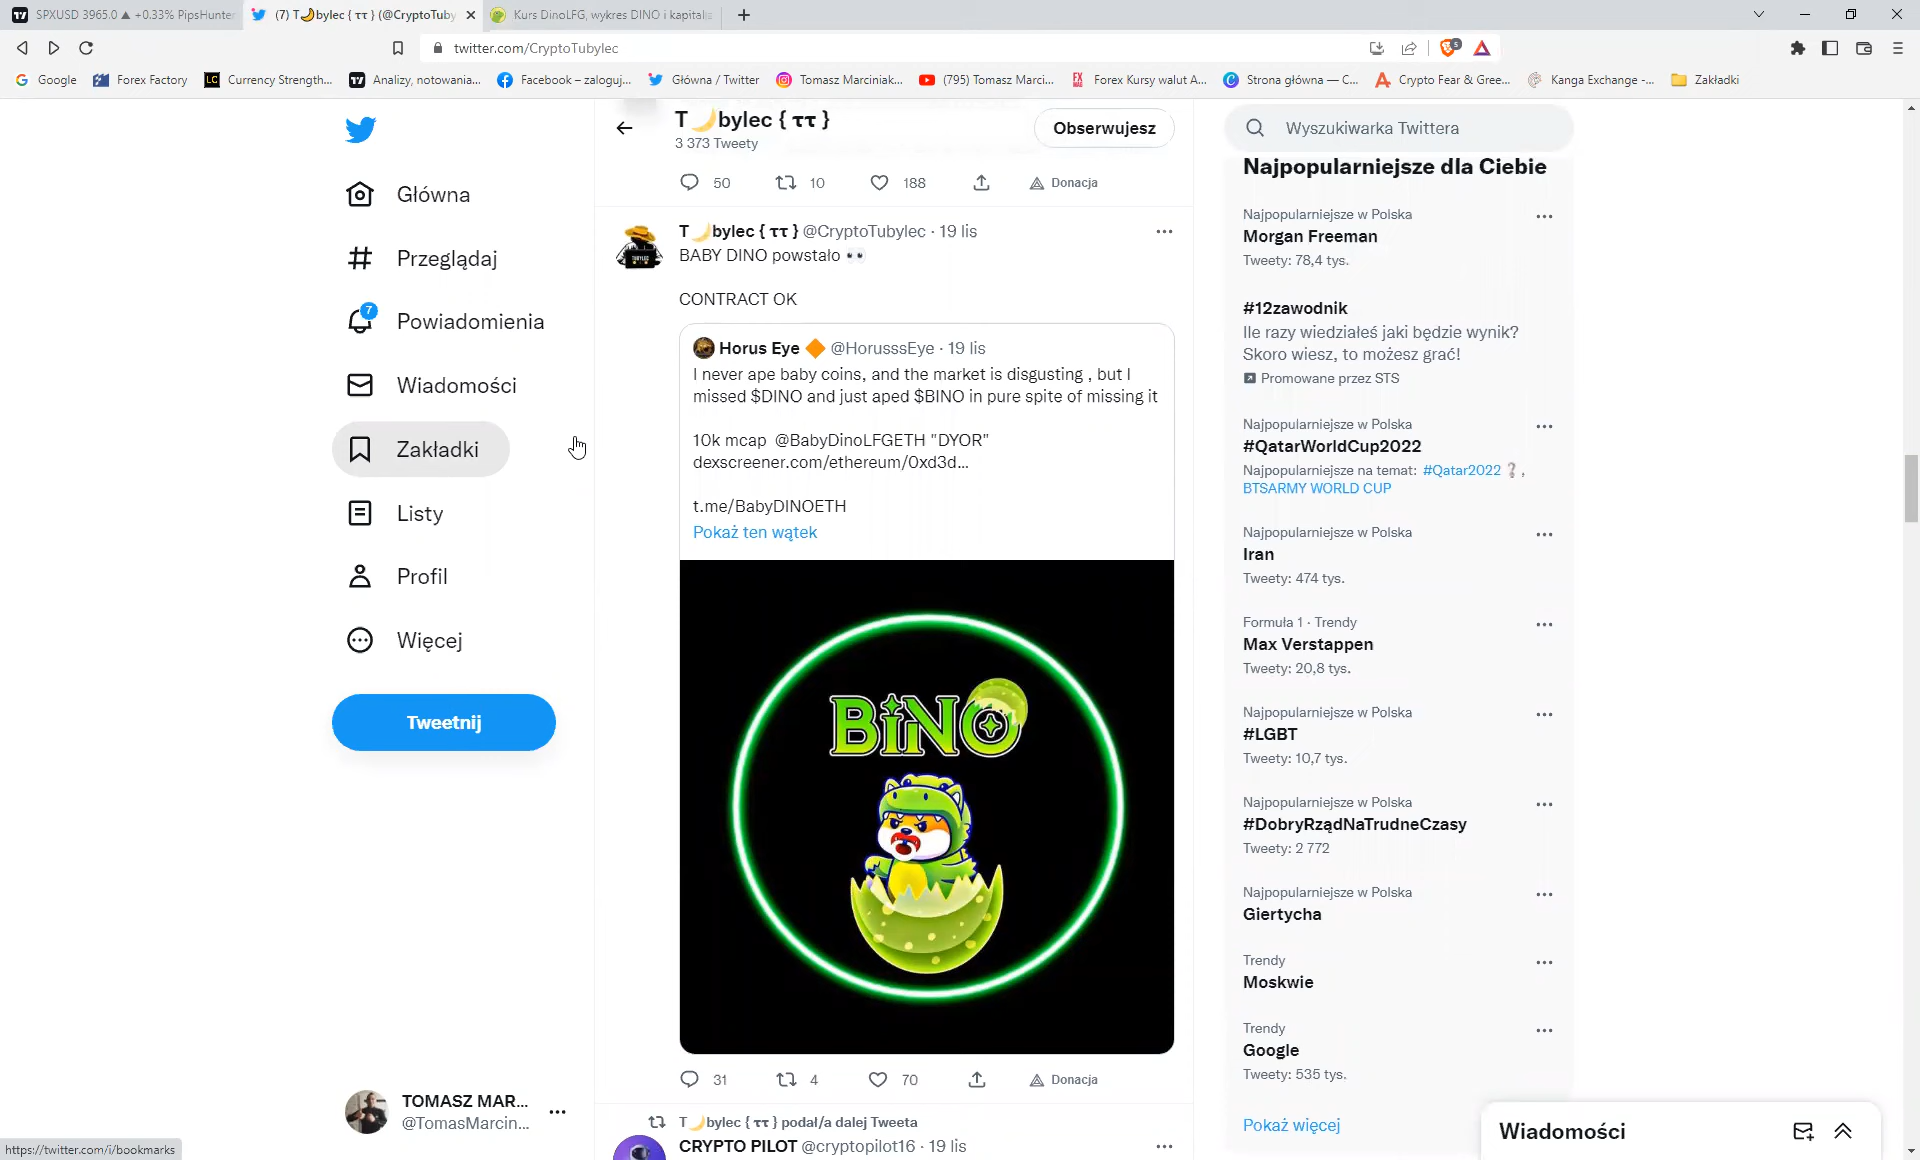 SPXUSD 3965.0 ▲ +0.33% PipsHunter
(7) T🌙bylec { ττ } (@CryptoTuby
Kurs DinoLFG, wykres DINO i kapitali
twitter.com/CryptoTubylec
Google
Forex Factory
Currency Strength...
Analizy, notowania...
Facebook – zaloguj...
Główna / Twitter
Tomasz Marciniak...
(795) Tomasz Marci...
Forex Kursy walut A...
Strona główna — C...
Crypto Fear & Gree...
Kanga Exchange -...
Zakładki
Główna
Przeglądaj
7
Powiadomienia
Wiadomości
Zakładki
Listy
Profil
Więcej
Tweetnij
TOMASZ MAR...
@TomasMarcin...
https://twitter.com/i/bookmarks
T🌙bylec { ττ }
3 373 Tweety
Obserwujesz
50
10
188
Donacja
T🌙bylec { ττ } @CryptoTubylec · 19 lis
BABY DINO powstało 👀
CONTRACT OK
Horus Eye 🔶 @HorusssEye · 19 lis
I never ape baby coins, and the market is disgusting , but I
missed $DINO and just aped $BINO in pure spite of missing it
10k mcap @BabyDinoLFGETH "DYOR"
dexscreener.com/ethereum/0xd3d...
t.me/BabyDINOETH
Pokaż ten wątek
BiNO
31
4
70
Donacja
T🌙bylec { ττ } podał/a dalej Tweeta
CRYPTO PILOT @cryptopilot16 · 19 lis
Wyszukiwarka Twittera
Najpopularniejsze dla Ciebie
Najpopularniejsze w Polska
Morgan Freeman
Tweety: 78,4 tys.
#12zawodnik
Ile razy wiedziałeś jaki będzie wynik?
Skoro wiesz, to możesz grać!
Promowane przez STS
Najpopularniejsze w Polska
#QatarWorldCup2022
Najpopularniejsze na temat: #Qatar2022❔,
BTSARMY WORLD CUP
Najpopularniejsze w Polska
Iran
Tweety: 474 tys.
Formuła 1 · Trendy
Max Verstappen
Tweety: 20,8 tys.
Najpopularniejsze w Polska
#LGBT
Tweety: 10,7 tys.
Najpopularniejsze w Polska
#DobryRządNaTrudneCzasy
Tweety: 2 772
Najpopularniejsze w Polska
Giertycha
Trendy
Moskwie
Trendy
Google
Tweety: 535 tys.
Pokaż więcej
Wiadomości